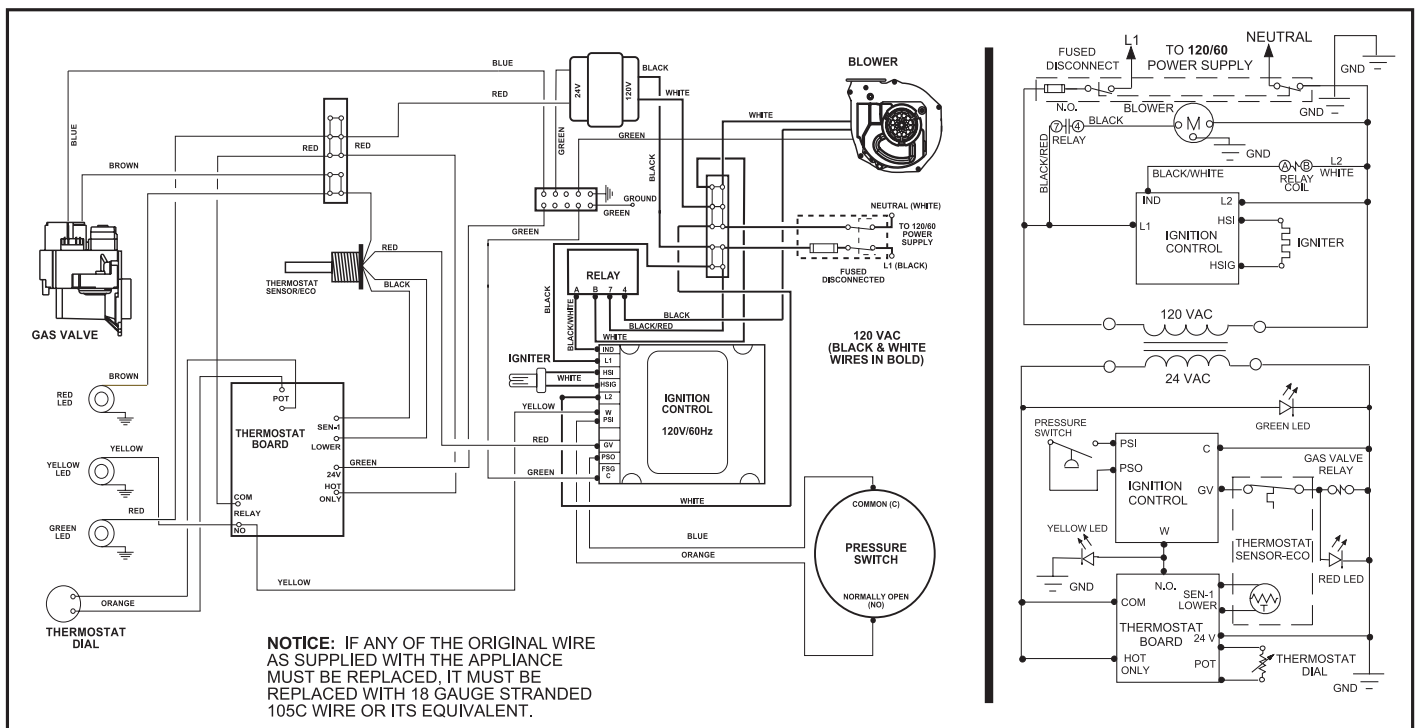 BLUE
BLACK
BLOWER
24V
120V
WHITE
RED
BLUE
GREEN
WHITE
GREEN
BLACK
RED
RED
BROWN
NEUTRAL (WHITE)
GROUND
GREEN
TO 120/60
POWER
SUPPLY
GREEN
L1 (BLACK)
FUSED
DISCONNECTED
RED
THERMOSTAT
SENSOR/ECO
BLACK
RELAY
A B 7 4
BLACK
BLACK/WHITE
BLACK
BLACK/RED
WHITE
GAS VALVE
120 VAC
(BLACK & WHITE
WIRES IN BOLD)
IGNITER
WHITE
IND
L1
HSI
HSIG
L2
W
PSI
GV
PSO
FSG
C
IGNITION
CONTROL
120V/60Hz
BROWN
RED
LED
POT
THERMOSTAT
BOARD
SEN-1
LOWER
24V
HOT
ONLY
COM
RELAY
NO
YELLOW
RED
GREEN
GREEN
WHITE
YELLOW
YELLOW
LED
RED
GREEN
LED
ORANGE
THERMOSTAT
DIAL
YELLOW
BLUE
ORANGE
COMMON (C)
PRESSURE
SWITCH
NORMALLY OPEN
(NO)
NOTICE: IF ANY OF THE ORIGINAL WIRE
AS SUPPLIED WITH THE APPLIANCE
MUST BE REPLACED, IT MUST BE
REPLACED WITH 18 GAUGE STRANDED
105C WIRE OR ITS EQUIVALENT.
L1
NEUTRAL
FUSED
DISCONNECT
TO 120/60
POWER SUPPLY
GND
GND
N.O.
BLOWER
7 4
BLACK
M
RELAY
GND
BLACK/RED
BLACK/WHITE
A B
L2
WHITE
RELAY
COIL
IND
L2
L1
HSI
IGNITION
CONTROL
IGNITER
HSIG
120 VAC
24 VAC
GREEN LED
PRESSURE
SWITCH
PSI
C
PSO
GAS VALVE
RELAY
IGNITION
CONTROL
GV
W
YELLOW LED
THERMOSTAT
SENSOR-ECO
RED LED
GND
N.O.
COM
SEN-1
LOWER
T
THERMOSTAT
BOARD
24 V
HOT
ONLY
POT
THERMOSTAT
DIAL
GND